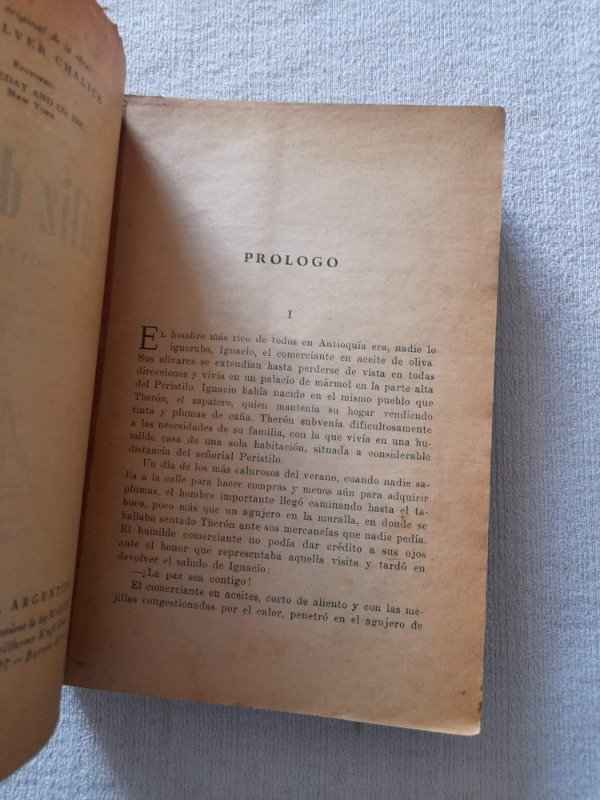 original de la obra
LVER CHALICE
EDITORES:
EDAY AND CO. INC.
NEW YORK
ARGENTIN
PROLOGO
I
EL hombre más rico de todos en Antioquía era, nadie lo
ignoraba, Ignacio, el comerciante en aceite de oliva.
Sus olivares se extendían hasta perderse de vista en todas
direcciones y vivía en un palacio de mármol en la parte alta
del Peristilo. Ignacio había nacido en el mismo pueblo que
Therón, el zapatero, quien mantenía su hogar vendiendo
tinta y plumas de caña. Therón subvenía dificultosamente
a las necesidades de su familia, con la que vivía en una hu-
milde casa de una sola habitación, situada a considerable
distancia del señorial Peristilo.
Un día de los más calurosos del verano, cuando nadie sa-
lía a la calle para hacer compras y menos aún para adquirir
plumas, el hombre importante llegó caminando hasta el ta-
buco, poco más que un agujero en la muralla, en donde se
hallaba sentado Therón ante sus mercancías que nadie pedía.
El humilde comerciante no podía dar crédito a sus ojos
ante el honor que representaba aquella visita y tardó en
devolver el saludo de Ignacio:
—¡La paz sea contigo!
El comerciante en aceites, corto de aliento y con las me-
jillas congestionadas por el calor, penetró en el agujero de